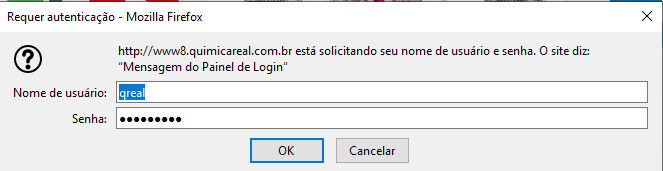 Requer autenticação - Mozilla Firefox
http://www8.quimicareal.com.br está solicitando seu nome de usuário e senha. O site diz:
“Mensagem do Painel de Login”
Nome de usuário: qreal
Senha: ●●●●●●●●●
OK Cancelar